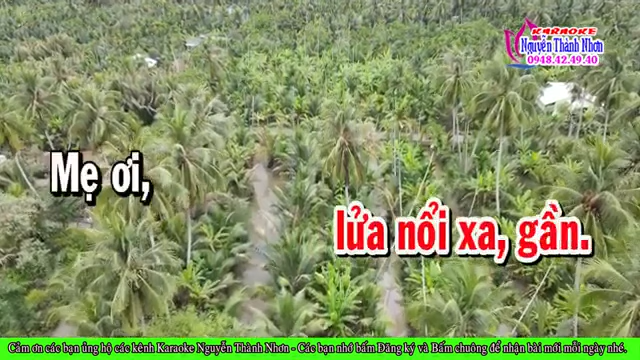 KARAOKE
Nguyễn Thành Nhơn
0948.42.49.40
Mẹ ơi,
lửa nổi xa, gần.
Cảm ơn các bạn ủng hộ các kênh Karaoke Nguyễn Thành Nhơn - Các bạn nhớ bấm Đăng ký và Bấm chuông để nhận bài mới mỗi ngày nhé.